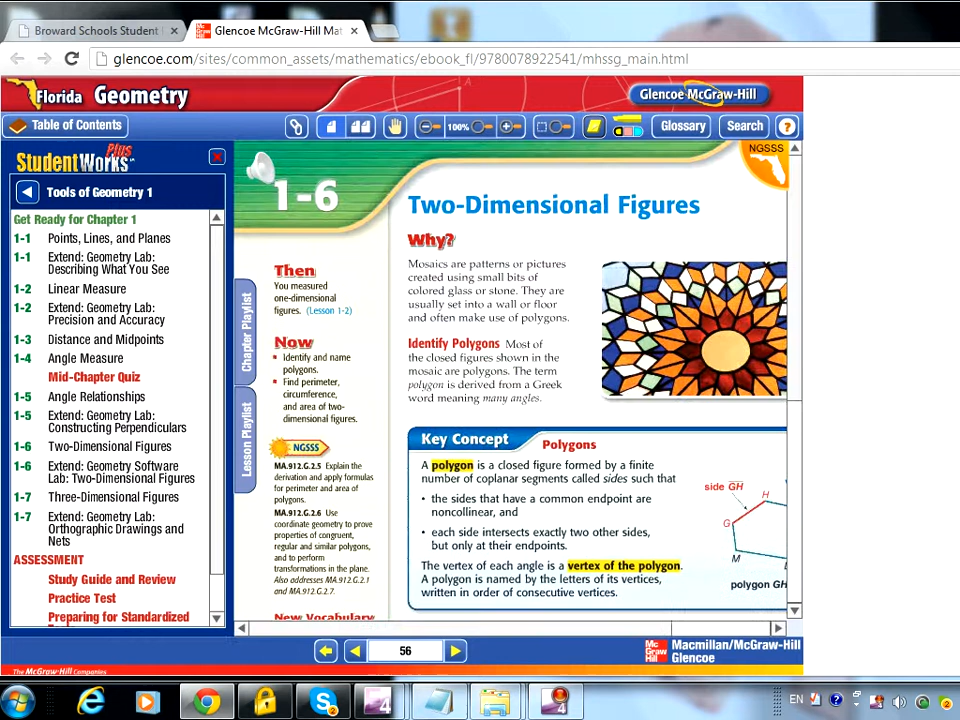 Broward Schools Student
Glencoe McGraw-Hill Mat
glencoe.com/sites/common_assets/mathematics/ebook_fl/9780078922541/mhssg_main.html
Florida Geometry
Glencoe McGraw-Hill
Table of Contents
100%
Glossary
Search
?
StudentWorks Plus
Tools of Geometry 1
Get Ready for Chapter 1
1-1 Points, Lines, and Planes
1-1 Extend: Geometry Lab:
Describing What You See
1-2 Linear Measure
1-2 Extend: Geometry Lab:
Precision and Accuracy
1-3 Distance and Midpoints
1-4 Angle Measure
Mid-Chapter Quiz
1-5 Angle Relationships
1-5 Extend: Geometry Lab:
Constructing Perpendiculars
1-6 Two-Dimensional Figures
1-6 Extend: Geometry Software
Lab: Two-Dimensional Figures
1-7 Three-Dimensional Figures
1-7 Extend: Geometry Lab:
Orthographic Drawings and
Nets
ASSESSMENT
Study Guide and Review
Practice Test
Preparing for Standardized
Chapter Playlist
Lesson Playlist
1-6
NGSSS
Two-Dimensional Figures
Then
You measured
one-dimensional
figures. (Lesson 1-2)
Now
Identify and name
polygons.
Find perimeter,
circumference,
and area of two-
dimensional figures.
NGSSS
MA.912.G.2.5 Explain the
derivation and apply formulas
for perimeter and area of
polygons.
MA.912.G.2.6 Use
coordinate geometry to prove
properties of congruent,
regular and similar polygons,
and to perform
transformations in the plane.
Also addresses MA.912.G.2.1
and MA.912.G.2.7.
New Vocabulary
Why?
Mosaics are patterns or pictures
created using small bits of
colored glass or stone. They are
usually set into a wall or floor
and often make use of polygons.
Identify Polygons Most of
the closed figures shown in the
mosaic are polygons. The term
polygon is derived from a Greek
word meaning many angles.
Key Concept Polygons
A polygon is a closed figure formed by a finite
number of coplanar segments called sides such that
• the sides that have a common endpoint are
noncollinear, and
• each side intersects exactly two other sides,
but only at their endpoints.
The vertex of each angle is a vertex of the polygon.
A polygon is named by the letters of its vertices,
written in order of consecutive vertices.
side GH
H
G
M
polygon GH
56
Mc
Graw
Hill
Macmillan/McGraw-Hill
Glencoe
The McGraw-Hill Companies
EN